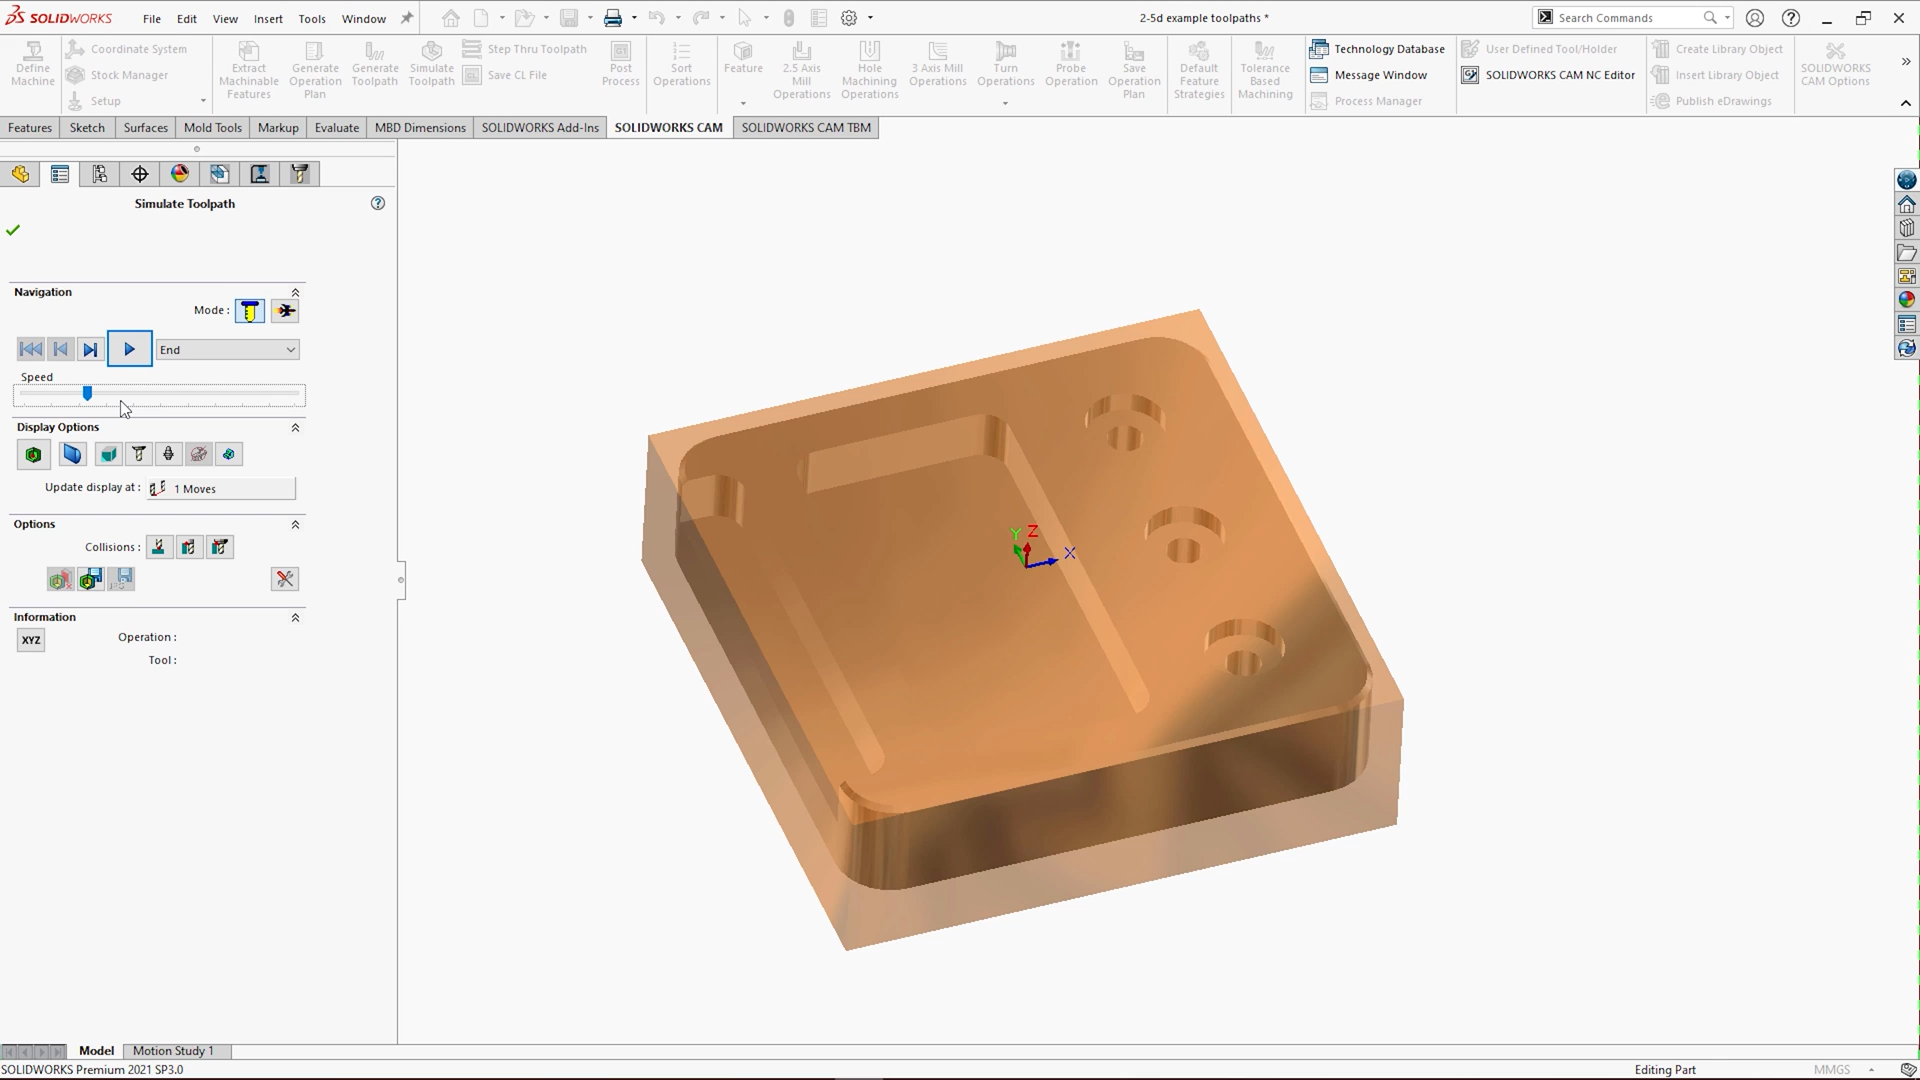 SOLIDWORKS File Edit View Insert Tools Window 2-5d example toolpaths * Search Commands
Define Machine
Coordinate System
Stock Manager
Setup
Extract Machinable Features
Generate Operation Plan
Generate Toolpath
Simulate Toolpath
Step Thru Toolpath
Save CL File
Post Process
Sort Operations
Feature
2.5 Axis Mill Operations
Hole Machining Operations
3 Axis Mill Operations
Turn Operations
Probe Operations
Save Operation Plan
Default Feature Strategies
Tolerance Based Machining
Technology Database
Message Window
Process Manager
User Defined Tool/Holder
SOLIDWORKS CAM NC Editor
Create Library Object
Insert Library Object
Publish eDrawings
SOLIDWORKS CAM Options
Features Sketch Surfaces Mold Tools Markup Evaluate MBD Dimensions SOLIDWORKS Add-Ins SOLIDWORKS CAM SOLIDWORKS CAM TBM
Simulate Toolpath
Navigation
Mode :
End
Speed
Display Options
Update display at : 1 Moves
Options
Collisions :
Information
XYZ Operation :
Tool :
Y Z
X
Model Motion Study 1
SOLIDWORKS Premium 2021 SP3.0 Editing Part MMGS